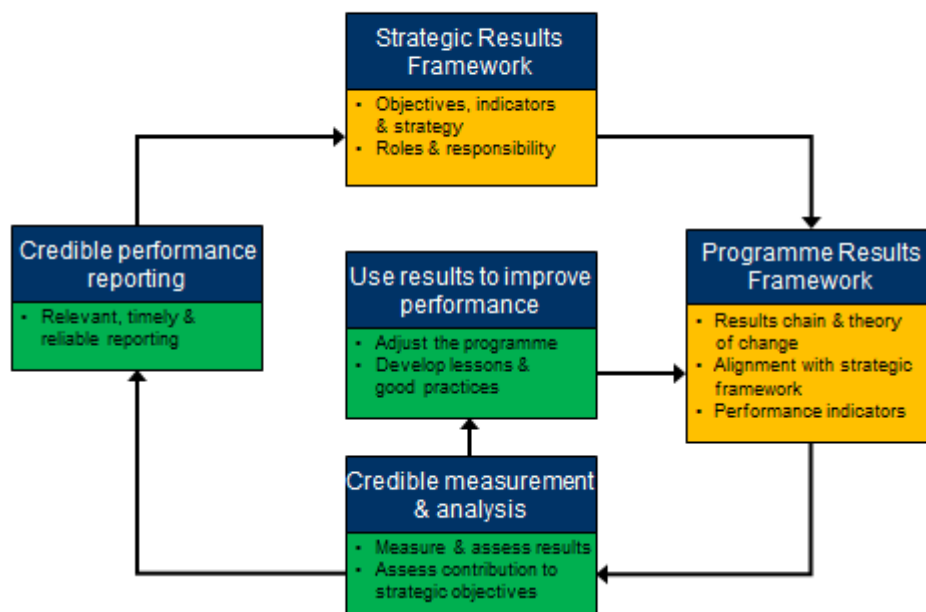 Strategic Results
Framework
• Objectives, indicators
& strategy
• Roles & responsibility
Credible performance
reporting
• Relevant, timely &
reliable reporting
Use results to improve
performance
• Adjust the programme
• Develop lessons &
good practices
Programme Results
Framework
• Results chain & theory
of change
• Alignment with strategic
framework
• Performance indicators
Credible measurement
& analysis
• Measure & assess results
• Assess contribution to
strategic objectives